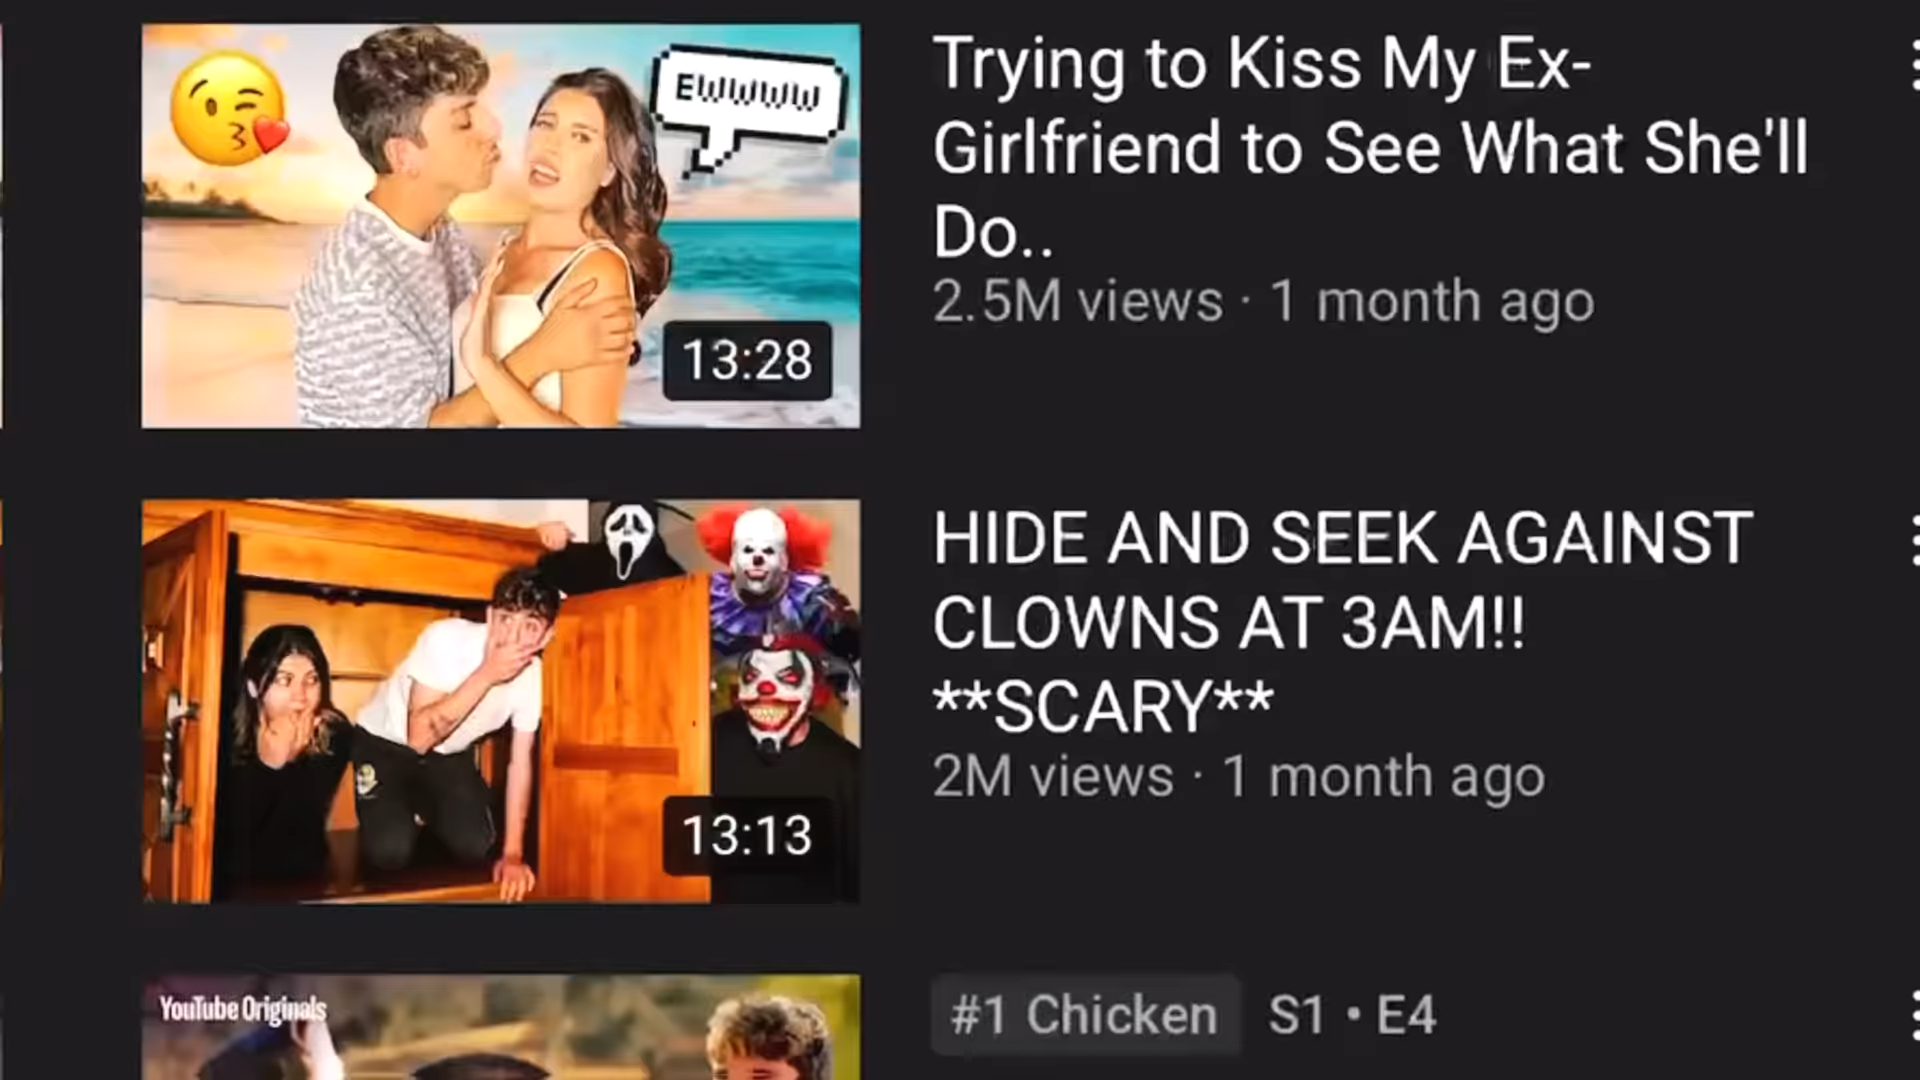 EWWWW
13:28
Trying to Kiss My Ex-
Girlfriend to See What She'll
Do..
2.5M views · 1 month ago
13:13
HIDE AND SEEK AGAINST
CLOWNS AT 3AM!!
**SCARY**
2M views · 1 month ago
YouTube Originals
#1 Chicken S1 • E4